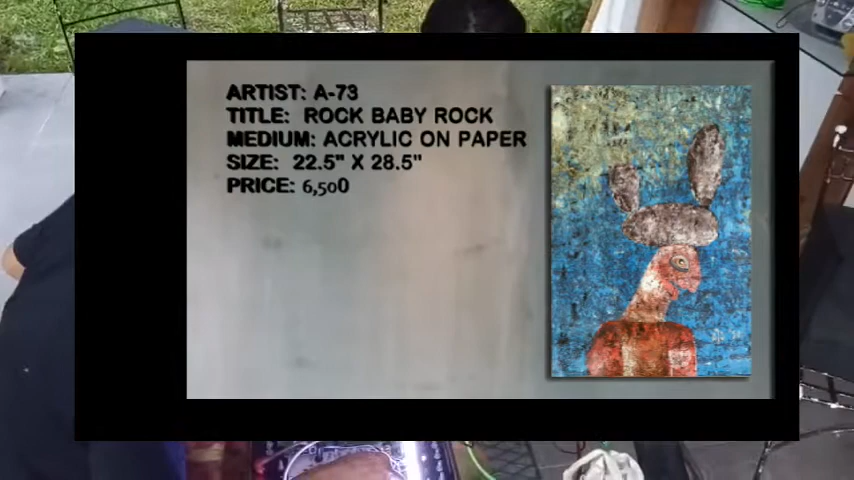 ARTIST: A-73
TITLE: ROCK BABY ROCK
MEDIUM: ACRYLIC ON PAPER
SIZE: 22.5" X 28.5"
PRICE: 6,500